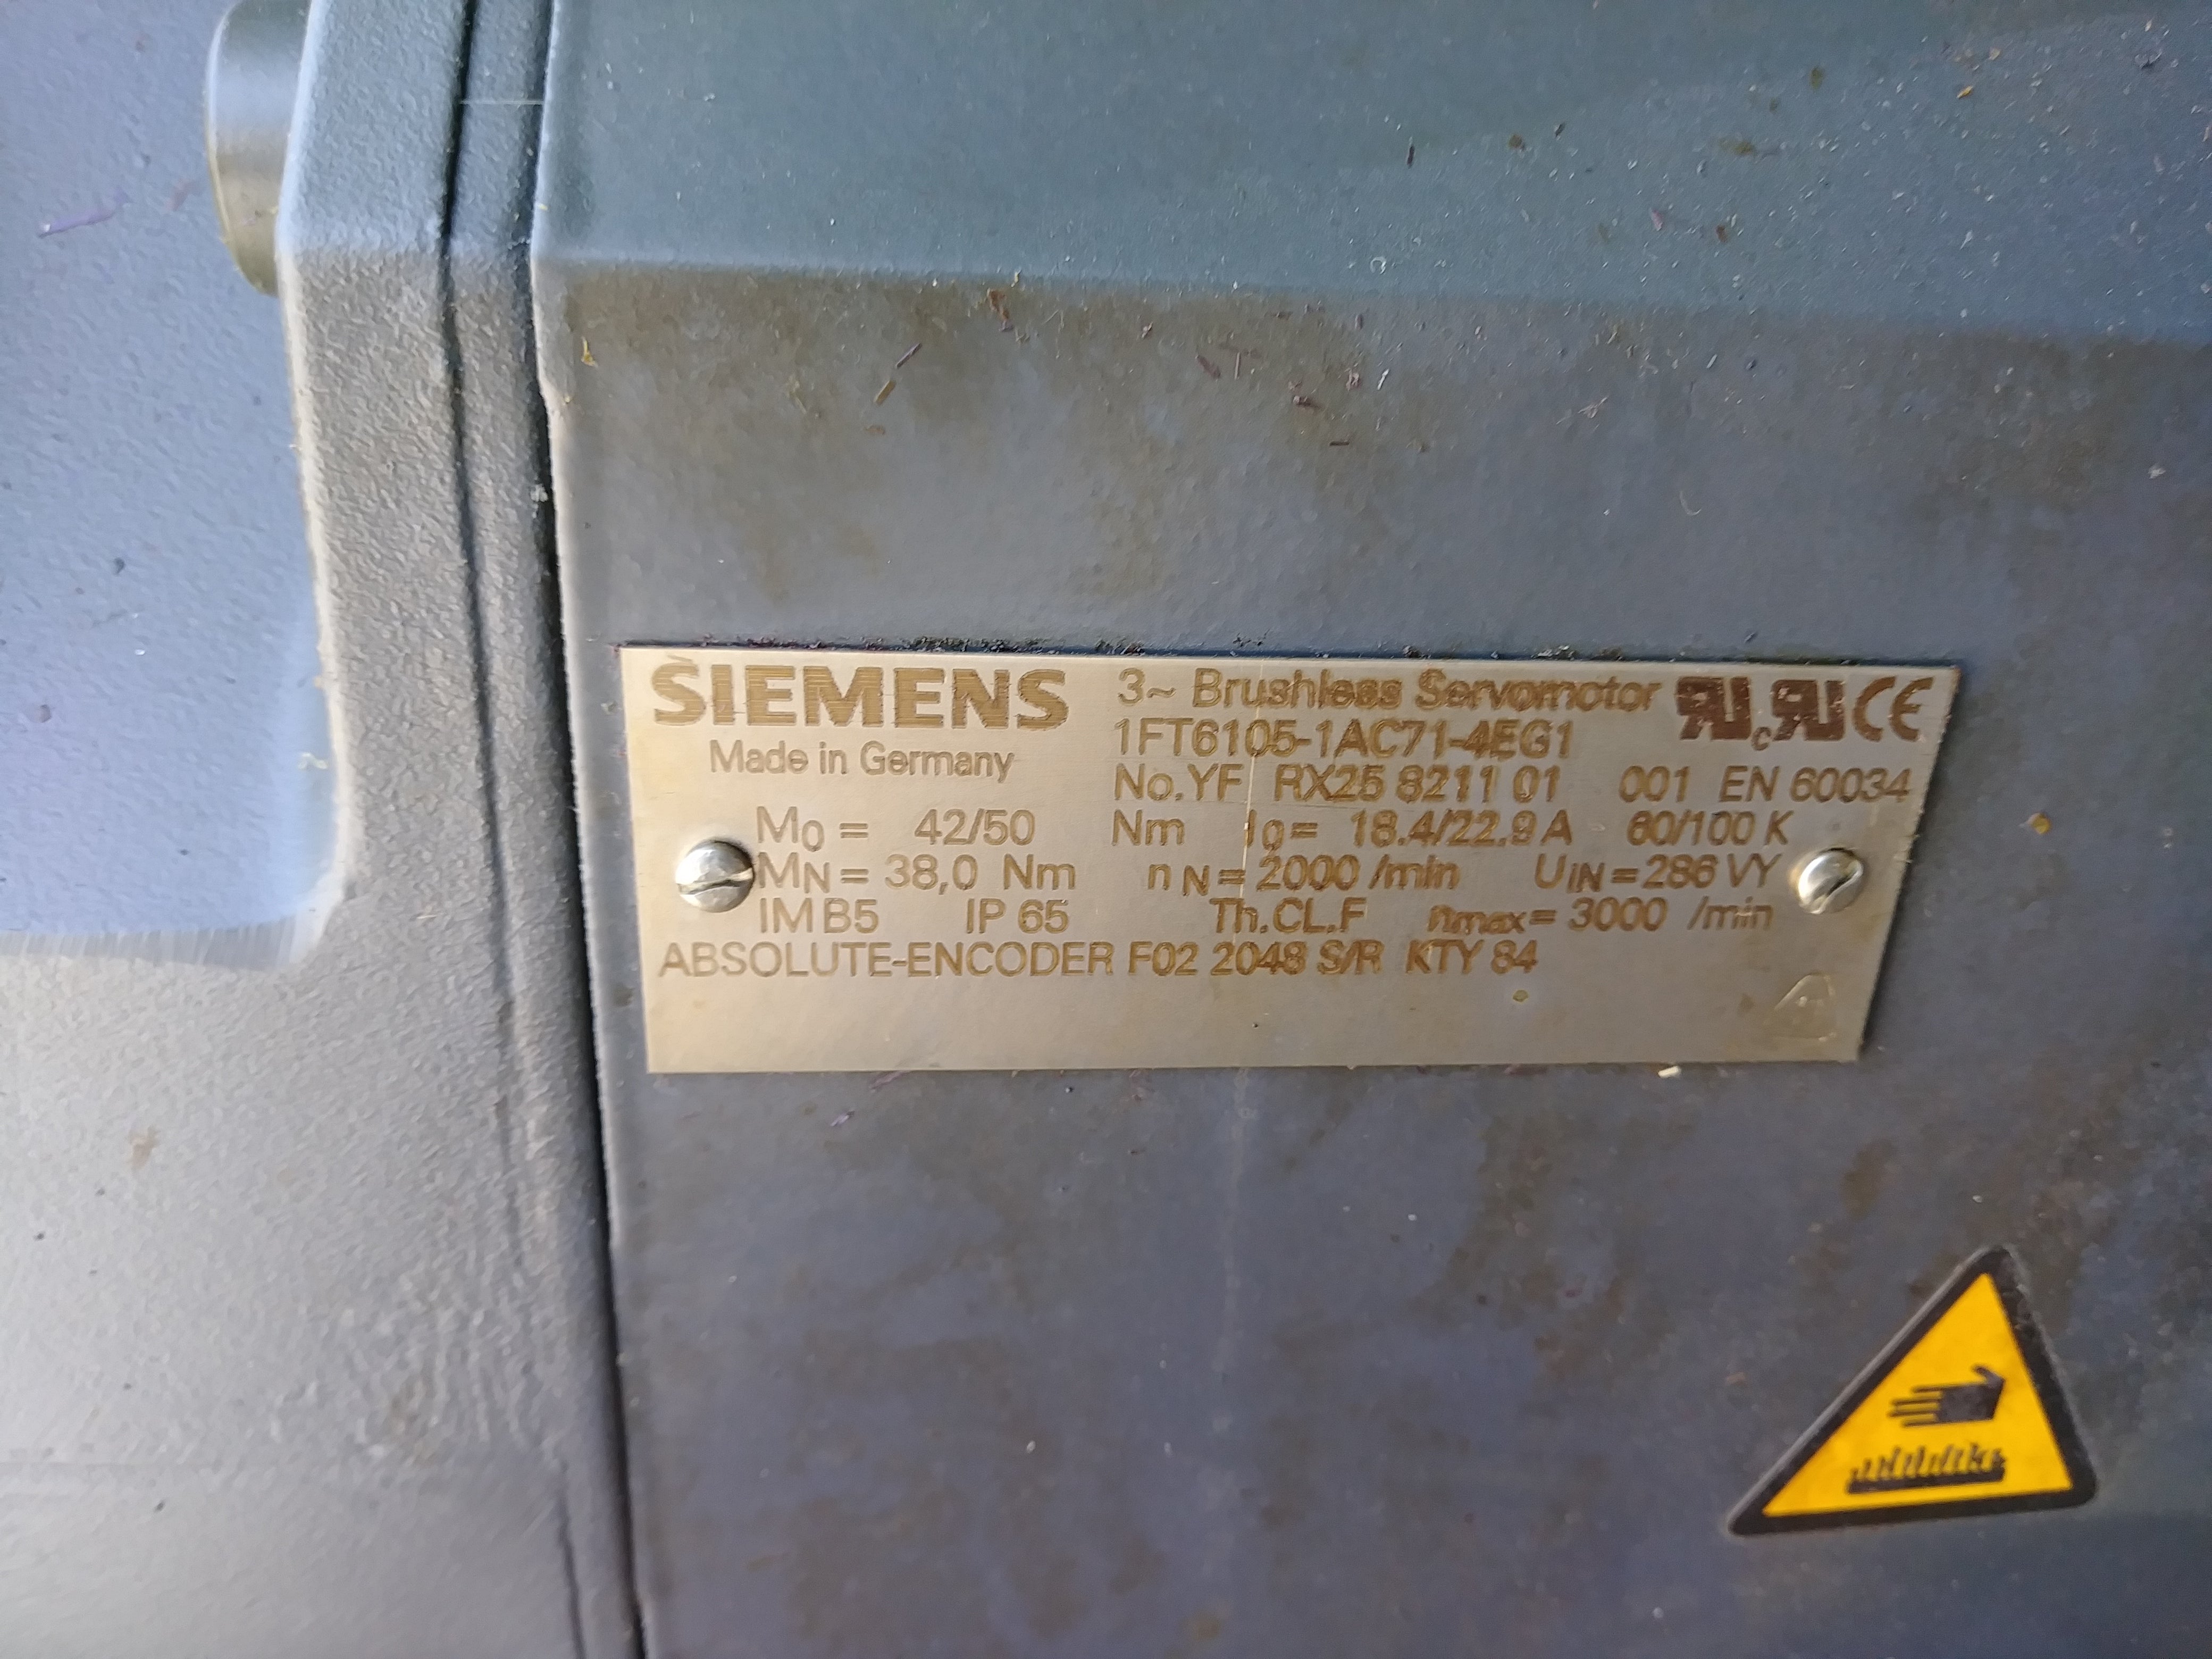 SIEMENS
Made in Germany
3~ Brushless Servomotor
1FT6105-1AC71-4EG1
No.YF RX25 8211 01 001 EN 60034
M0 = 42/50 Nm I0= 18.4/22.9 A 60/100 K
MN = 38,0 Nm nN = 2000 /min UIN=286 VY
IM B5 IP 65 Th.CL.F nmax= 3000 /min
ABSOLUTE-ENCODER F02 2048 S/R KTY 84